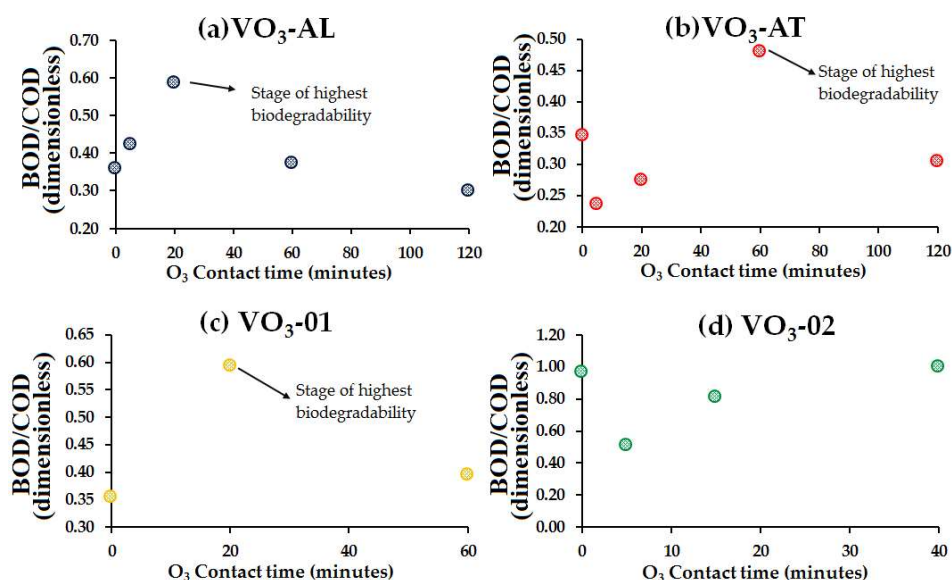 (a)VO₃-AL
BOD/COD
(dimensionless)
0.70
0.60
0.50
0.40
0.30
0.20
Stage of highest
biodegradability
0 20 40 60 80 100 120
O₃ Contact time (minutes)
(b)VO₃-AT
BOD/COD
(dimensionless)
0.50
0.45
0.40
0.35
0.30
0.25
0.20
Stage of highest
biodegradability
0 20 40 60 80 100 120
O₃ Contact time (minutes)
(c) VO₃-01
BOD/COD
(dimensionless)
0.65
0.60
0.55
0.50
0.45
0.40
0.35
0.30
Stage of highest
biodegradability
0 20 40 60
O₃ Contact time (minutes)
(d) VO₃-02
BOD/COD
(dimensionless)
1.20
1.00
0.80
0.60
0.40
0.20
0.00
0 10 20 30 40
O₃ Contact time (minutes)